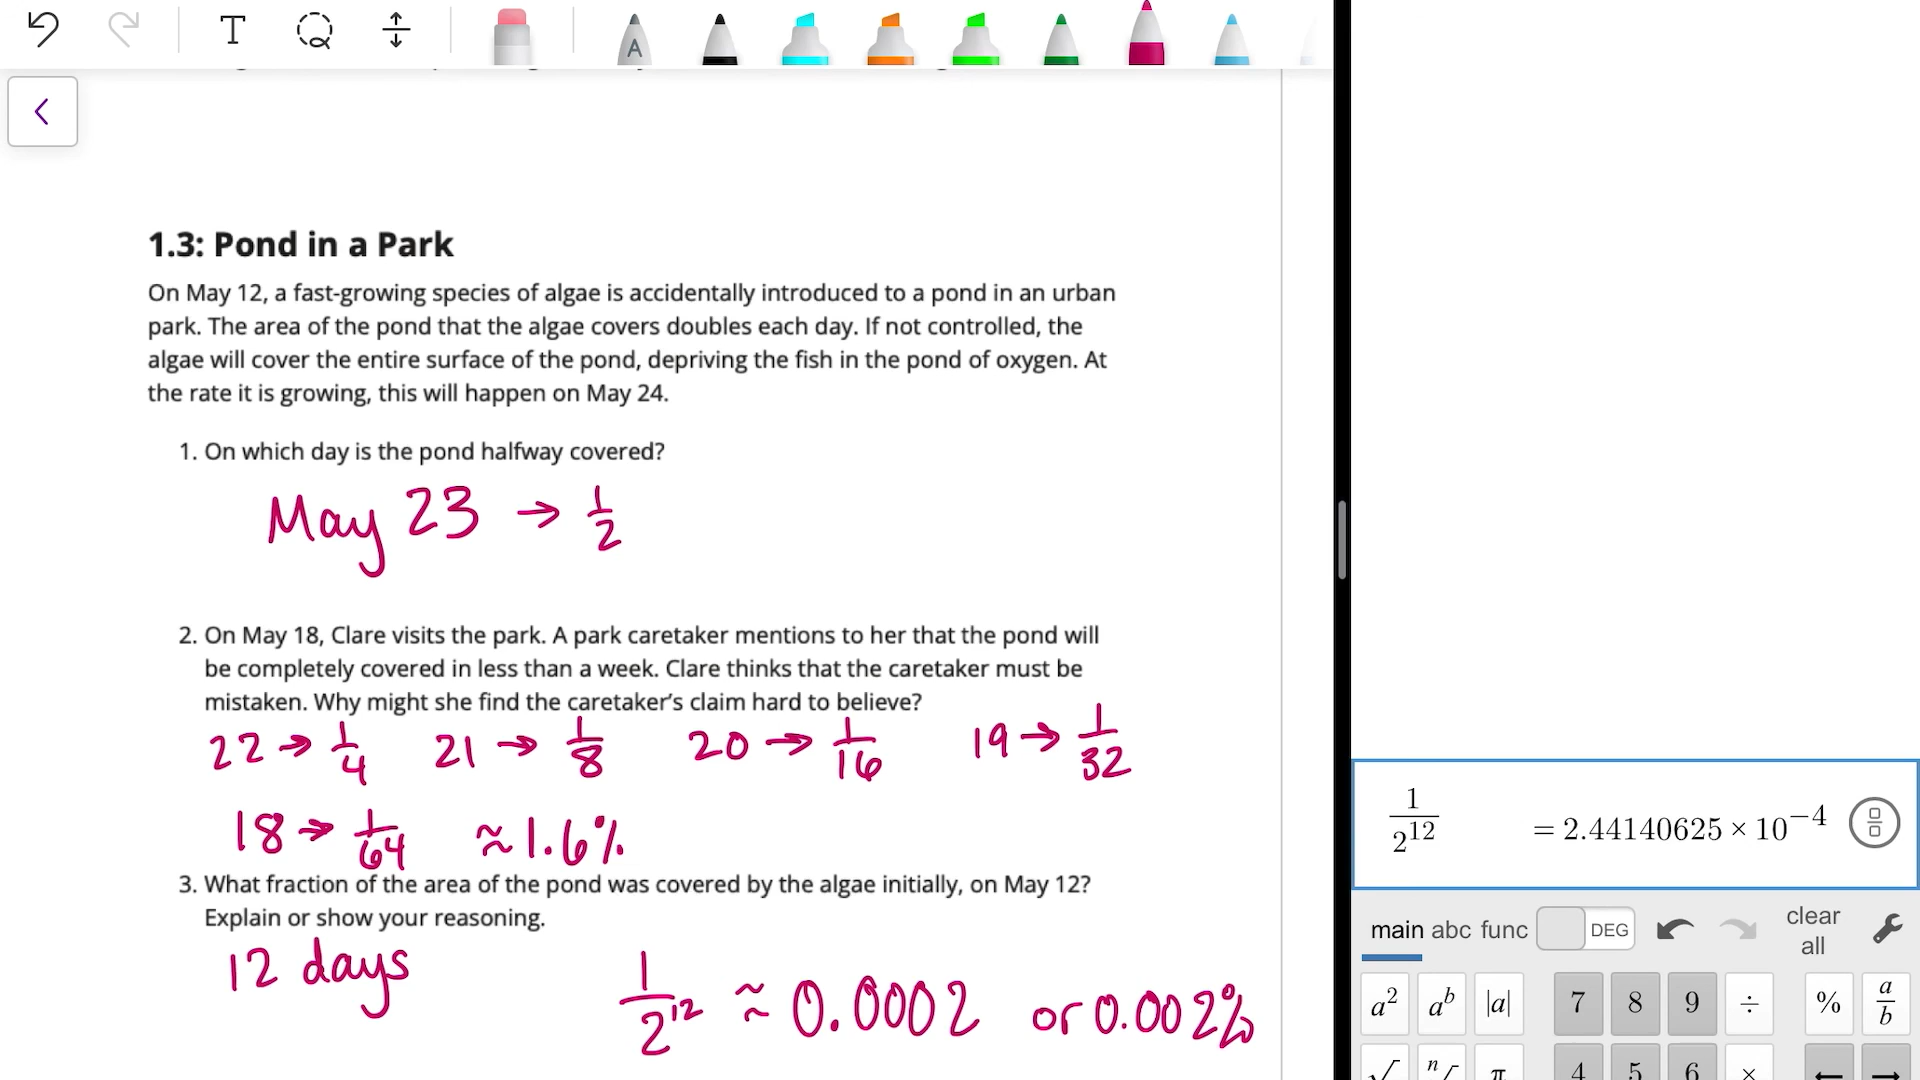 T
A
1.3: Pond in a Park
On May 12, a fast-growing species of algae is accidentally introduced to a pond in an urban
park. The area of the pond that the algae covers doubles each day. If not controlled, the
algae will cover the entire surface of the pond, depriving the fish in the pond of oxygen. At
the rate it is growing, this will happen on May 24.
1. On which day is the pond halfway covered?
May 23 → 1/2
2. On May 18, Clare visits the park. A park caretaker mentions to her that the pond will
be completely covered in less than a week. Clare thinks that the caretaker must be
mistaken. Why might she find the caretaker's claim hard to believe?
22 → 1/4 21 → 1/8 20 → 1/16 19 → 1/32
18 → 1/64 ≈ 1.6%
3. What fraction of the area of the pond was covered by the algae initially, on May 12?
Explain or show your reasoning.
12 days 1/2^12 ≈ 0.0002 or 0.002%
1/2^12 = 2.44140625 × 10^-4
main abc func DEG clear all
a^2 a^b |a| 7 8 9 ÷ % a/b
√ n√ π 4 5 6 × ← →